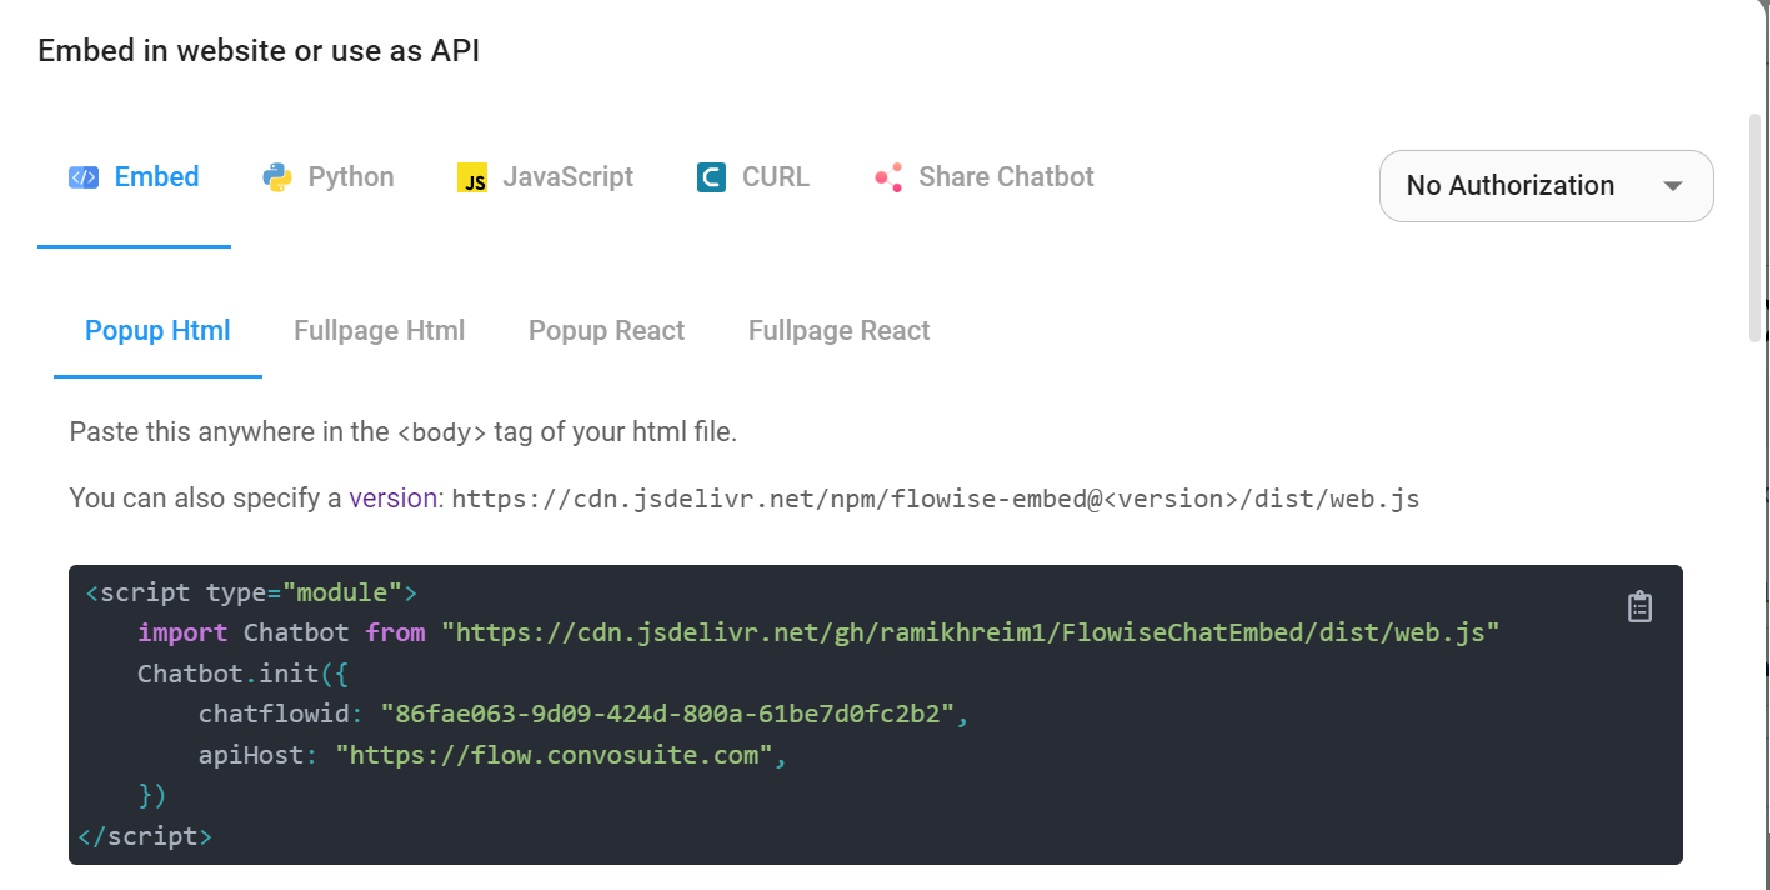 Embed in website or use as API
Embed Python JS JavaScript C CURL Share Chatbot No Authorization
Popup Html Fullpage Html Popup React Fullpage React
Paste this anywhere in the <body> tag of your html file.
You can also specify a version: https://cdn.jsdelivr.net/npm/flowise-embed@<version>/dist/web.js
<script type="module">
import Chatbot from "https://cdn.jsdelivr.net/gh/ramikhreim1/FlowiseChatEmbed/dist/web.js"
Chatbot.init({
chatflowid: "86fae063-9d09-424d-800a-61be7d0fc2b2",
apiHost: "https://flow.convosuite.com",
})
</script>